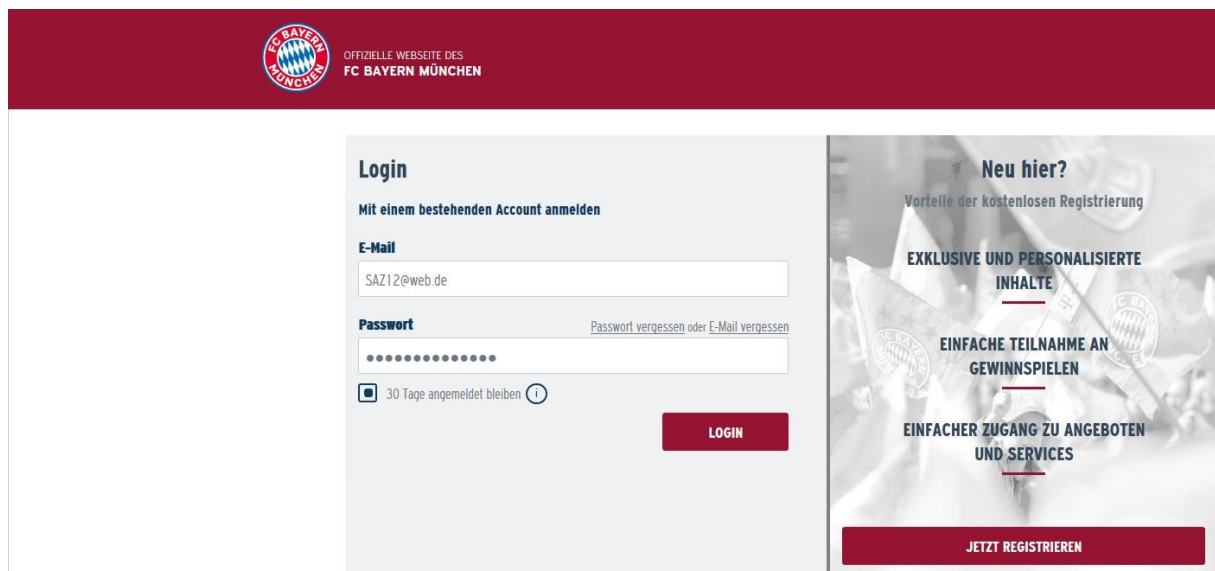 FC BAYERN
MÜNCHEN
OFFIZIELLE WEBSEITE DES
FC BAYERN MÜNCHEN
Login
Mit einem bestehenden Account anmelden
E-Mail
SAZ12@web.de
Passwort
Passwort vergessen oder E-Mail vergessen
●●●●●●●●●●●●●●
30 Tage angemeldet bleiben i
LOGIN
Neu hier?
Vorteile der kostenlosen Registrierung
EXKLUSIVE UND PERSONALISIERTE
INHALTE
EINFACHE TEILNAHME AN
GEWINNSPIELEN
EINFACHER ZUGANG ZU ANGEBOTEN
UND SERVICES
JETZT REGISTRIEREN